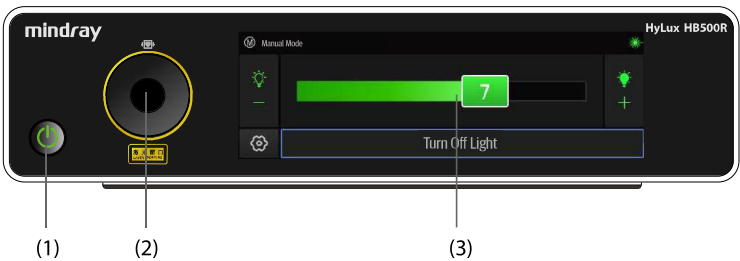 mindray
HyLux HB500R
M Manual Mode
7
Turn Off Light
(1)
(2)
(3)